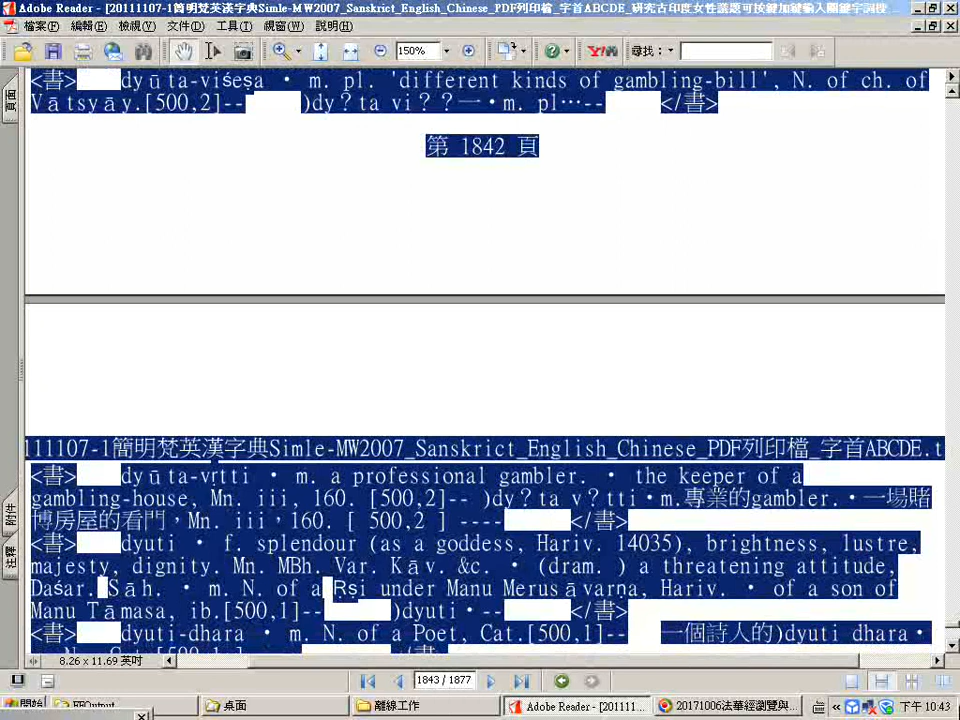 Adobe Reader - [20111107-1簡明梵英漢字典Simle-MW2007_Sanskrict_English_Chinese_PDF列印檔_字首ABCDE_研究古印度女性議題可按鍵加鍵輸入關鍵字詞搜...
檔案(F) 編輯(E) 檢視(V) 文件(D) 工具(T) 視窗(W) 說明(H)
150% Y! 尋找：
頁面
<書> dyūta-viśeṣa ‧ m. pl. 'different kinds of gambling-bill', N. of ch. of
Vātsyāy.[500,2]-- )dy？ta vi？？一‧m. pl…-- </書>
第 1842 頁
111107-1簡明梵英漢字典Simle-MW2007_Sanskrict_English_Chinese_PDF列印檔_字首ABCDE.t
<書> dyūta-vṛtti ‧ m. a professional gambler. ‧ the keeper of a
gambling-house, Mn. iii, 160. [500,2]-- )dy？ta v？tti‧m.專業的gambler.‧一場賭
博房屋的看門，Mn. iii，160. [ 500,2 ] ---- </書>
<書> dyuti ‧ f. splendour (as a goddess, Hariv. 14035), brightness, lustre,
majesty, dignity. Mn. MBh. Var. Kāv. &c. ‧ (dram. ) a threatening attitude,
Daśar. Sāh. ‧ m. N. of a Ṛṣi under Manu Merusāvarṇa, Hariv. ‧ of a son of
Manu Tāmasa, ib.[500,1]-- )dyuti‧-- </書>
<書> dyuti-dhara ‧ m. N. of a Poet, Cat.[500,1]-- 一個詩人的)dyuti dhara‧
附件
注釋
8.26 x 11.69 英吋
1843 / 1877
開始 桌面 離線工作 Adobe Reader - [201111... 20171006法華經瀏覽與... 下午 10:43